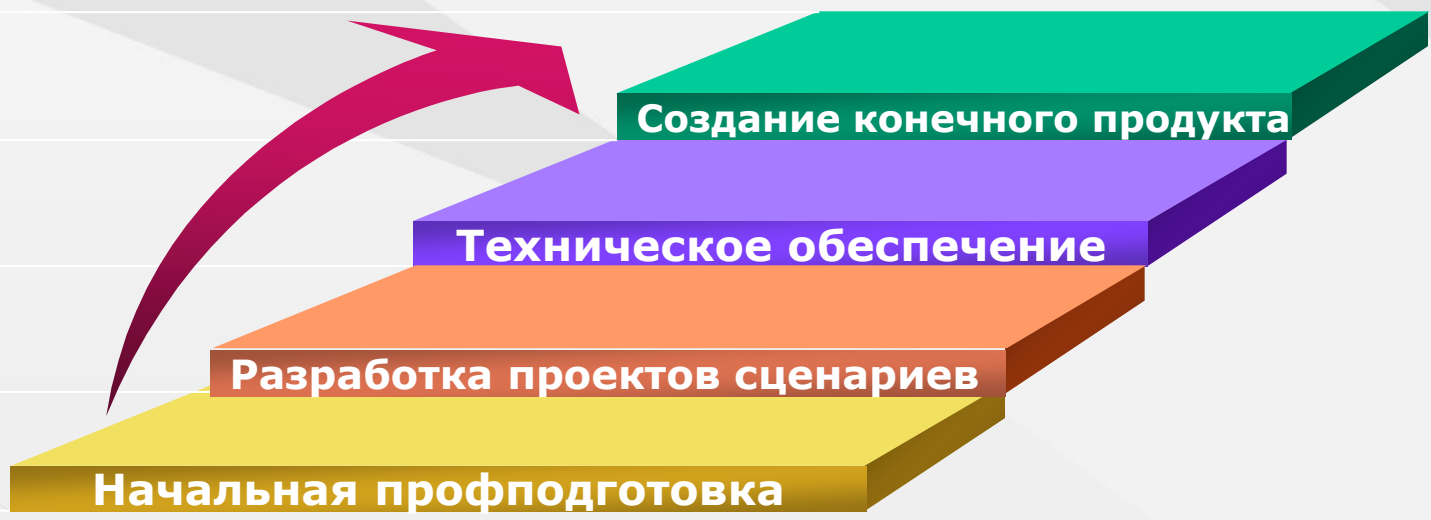 Создание конечного продукта
Техническое обеспечение
Разработка проектов сценариев
Начальная профподготовка